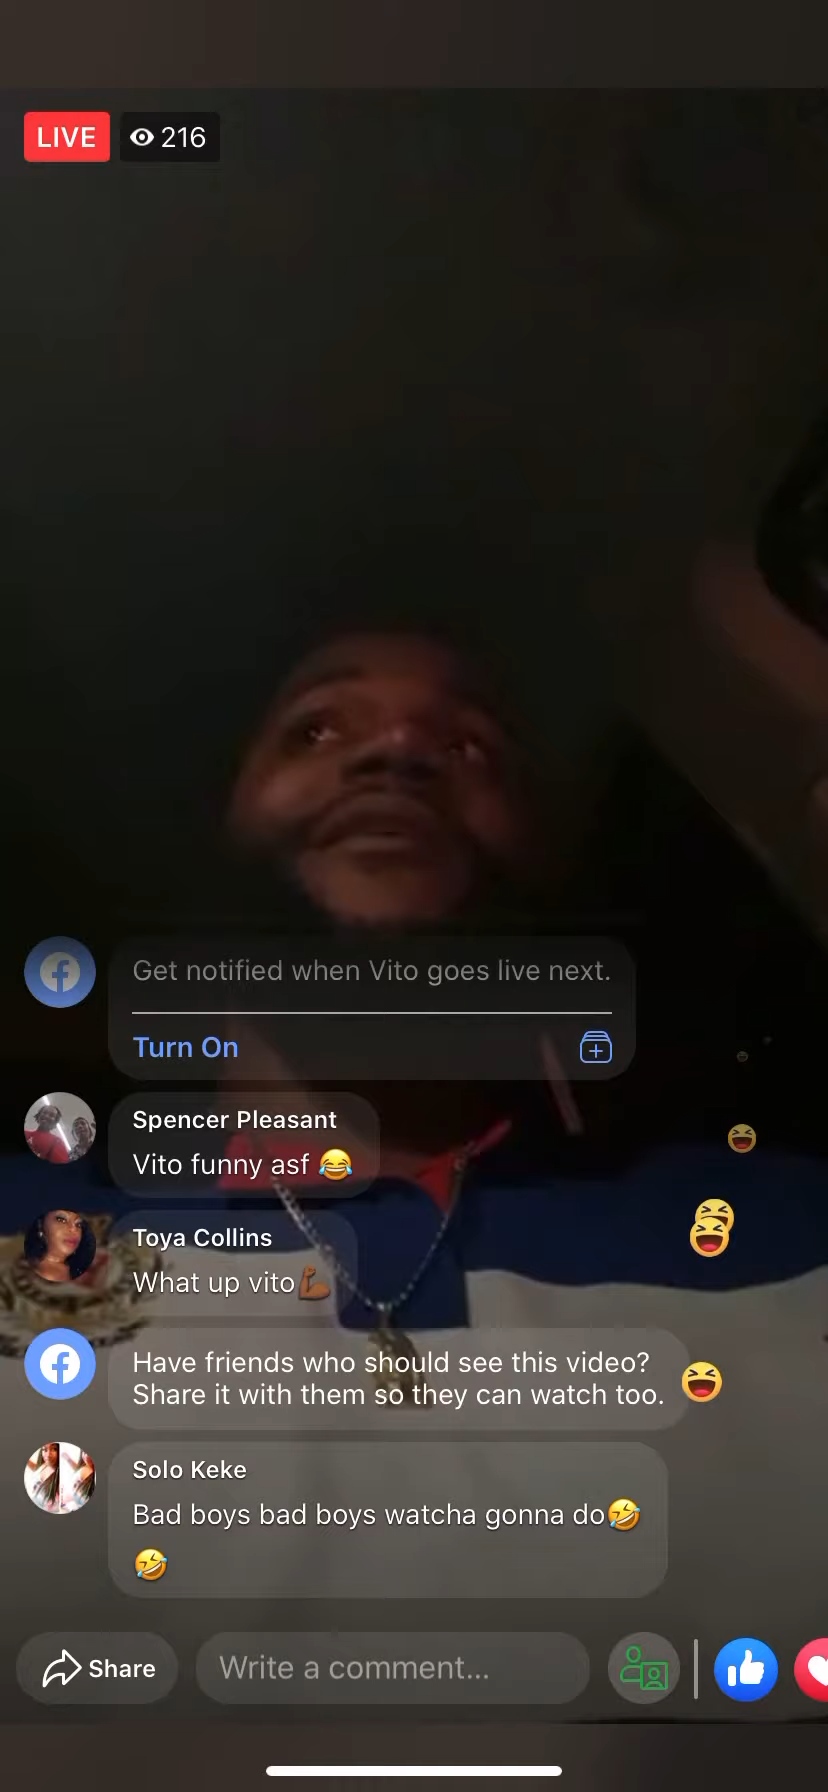 LIVE 216
Get notified when Vito goes live next.
Turn On
Spencer Pleasant
Vito funny asf 😂
Toya Collins
What up vito💪🏾
Have friends who should see this video?
Share it with them so they can watch too.
Solo Keke
Bad boys bad boys watcha gonna do🤣
🤣
Share
Write a comment...